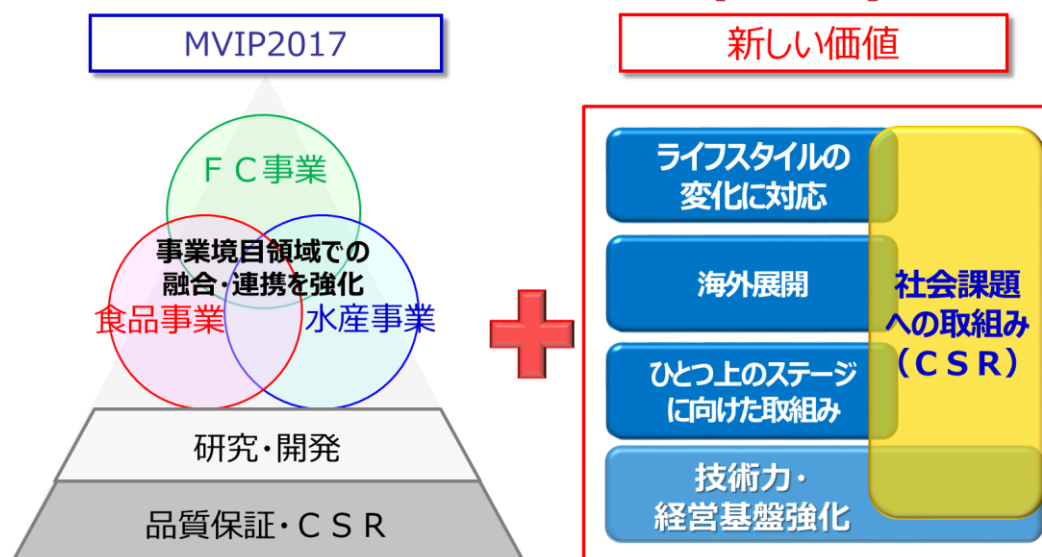 MVIP2017
ＦＣ事業
事業境目領域での
融合・連携を強化
食品事業
水産事業
研究・開発
品質保証・ＣＳＲ
新しい価値
ライフスタイルの
変化に対応
海外展開
ひとつ上のステージ
に向けた取組み
技術力・
経営基盤強化
社会課題
への取組み
（ＣＳＲ）